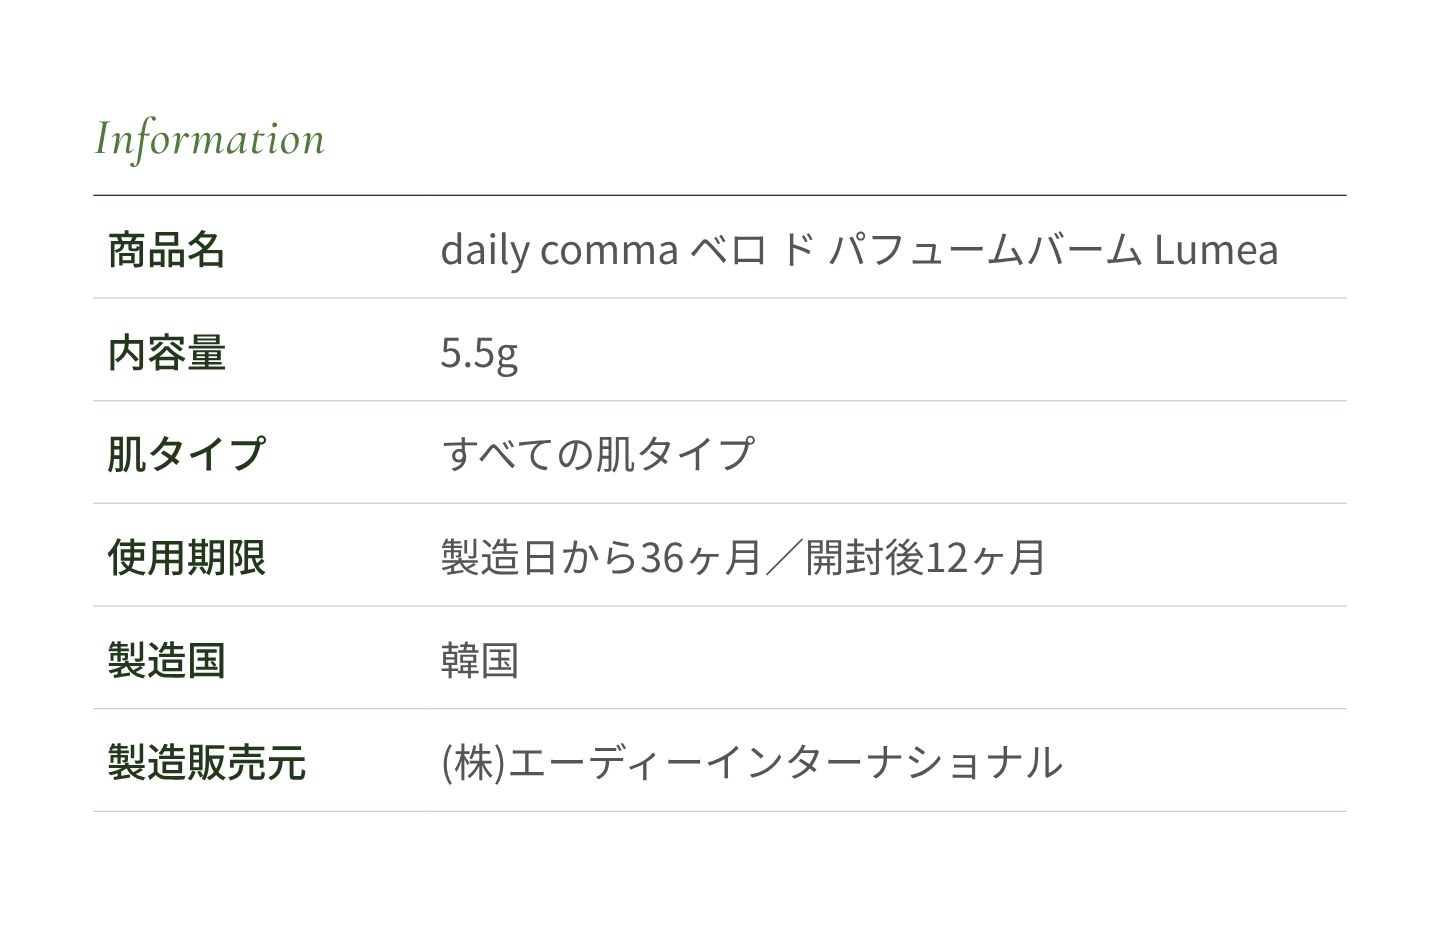 Information
商品名 daily comma ベロ ド パフュームバーム Lumea
内容量 5.5g
肌タイプ すべての肌タイプ
使用期限 製造日から36ヶ月／開封後12ヶ月
製造国 韓国
製造販売元 (株)エーディーインターナショナル